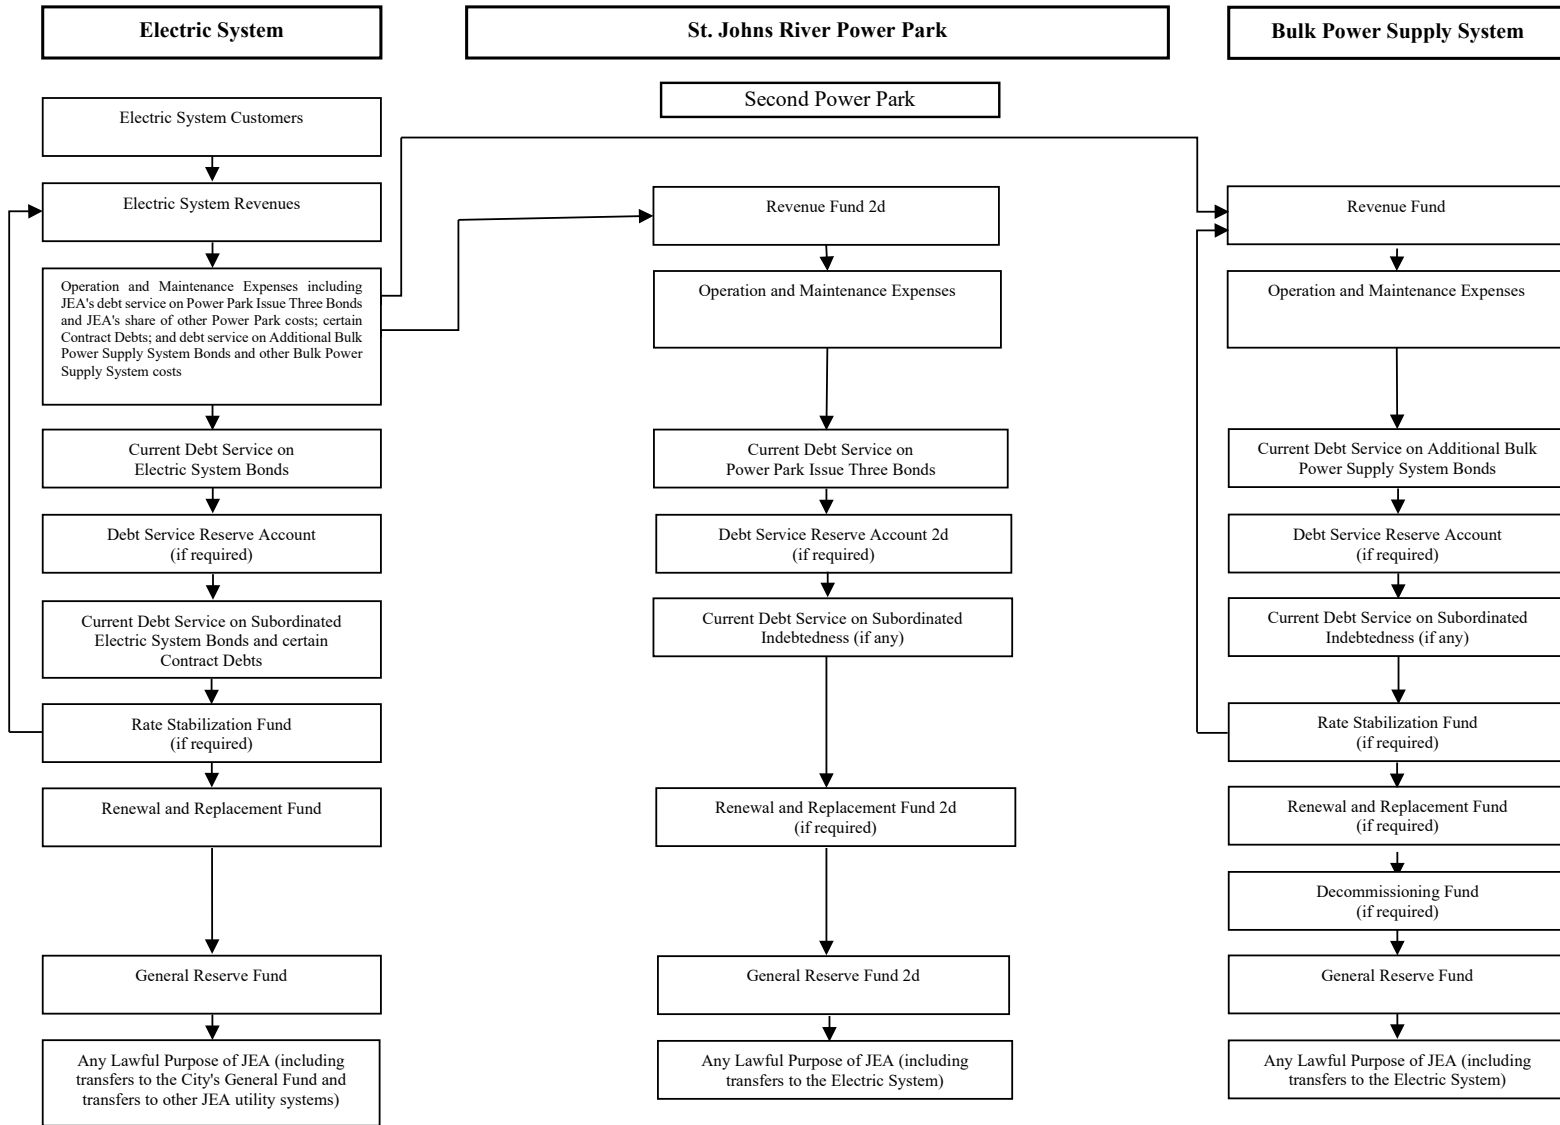 Electric System
St. Johns River Power Park
Bulk Power Supply System
Second Power Park
Electric System Customers
Electric System Revenues
Operation and Maintenance Expenses including
JEA's debt service on Power Park Issue Three Bonds
and JEA's share of other Power Park costs; certain
Contract Debts; and debt service on Additional Bulk
Power Supply System Bonds and other Bulk Power
Supply System costs
Current Debt Service on
Electric System Bonds
Debt Service Reserve Account
(if required)
Current Debt Service on Subordinated
Electric System Bonds and certain
Contract Debts
Rate Stabilization Fund
(if required)
Renewal and Replacement Fund
General Reserve Fund
Any Lawful Purpose of JEA (including
transfers to the City's General Fund and
transfers to other JEA utility systems)
Revenue Fund 2d
Operation and Maintenance Expenses
Current Debt Service on
Power Park Issue Three Bonds
Debt Service Reserve Account 2d
(if required)
Current Debt Service on Subordinated
Indebtedness (if any)
Renewal and Replacement Fund 2d
(if required)
General Reserve Fund 2d
Any Lawful Purpose of JEA (including
transfers to the Electric System)
Revenue Fund
Operation and Maintenance Expenses
Current Debt Service on Additional Bulk
Power Supply System Bonds
Debt Service Reserve Account
(if required)
Current Debt Service on Subordinated
Indebtedness (if any)
Rate Stabilization Fund
(if required)
Renewal and Replacement Fund
(if required)
Decommissioning Fund
(if required)
General Reserve Fund
Any Lawful Purpose of JEA (including
transfers to the Electric System)